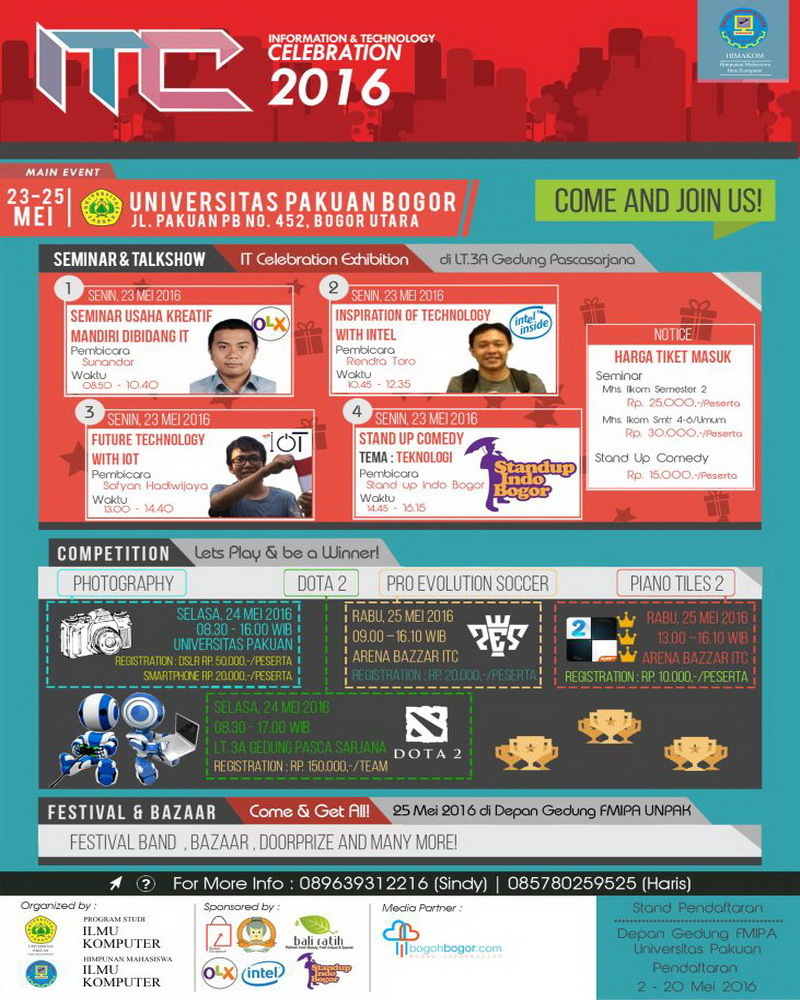 ITC
INFORMATION & TECHNOLOGY
CELEBRATION
2016
HIMAKOM
Himpunan Mahasiswa
Ilmu Komputer
MAIN EVENT
23-25
MEI
UNIVERSITAS PAKUAN BOGOR
JL. PAKUAN PB NO. 452, BOGOR UTARA
COME AND JOIN US!
SEMINAR & TALKSHOW
IT Celebration Exhibition
di LT.3A Gedung Pascasarjana
1
SENIN, 23 MEI 2016
SEMINAR USAHA KREATIF
MANDIRI DIBIDANG IT
Pembicara
Sunandar
Waktu
08.50 - 10.40
OLX
2
SENIN, 23 MEI 2016
INSPIRATION OF TECHNOLOGY
WITH INTEL
Pembicara
Rendra Toro
Waktu
10.45 - 12.35
intel
inside
3
SENIN, 23 MEI 2016
FUTURE TECHNOLOGY
WITH IOT
Pembicara
Sofyan Hadiwijaya
Waktu
13.00 - 14.40
IOT
4
SENIN, 23 MEI 2016
STAND UP COMEDY
TEMA : TEKNOLOGI
Pembicara
Stand up Indo Bogor
Waktu
14.45 - 16.15
Standup
Indo
Bogor
NOTICE
HARGA TIKET MASUK
Seminar
Mhs. Ilkom Semester 2
Rp. 25.000,-/Peserta
Mhs. Ilkom Smtr 4-6/Umum
Rp. 30.000,-/Peserta
Stand Up Comedy
Rp. 15.000,-/Peserta
COMPETITION
Lets Play & be a Winner!
PHOTOGRAPHY
DOTA 2
PRO EVOLUTION SOCCER
PIANO TILES 2
SELASA, 24 MEI 2016
08.30 - 16.00 WIB
UNIVERSITAS PAKUAN
REGISTRATION : DSLR RP. 50.000,-/PESERTA
SMARTPHONE RP. 20.000,-/PESERTA
RABU, 25 MEI 2016
09.00 -16.10 WIB
ARENA BAZZAR ITC
REGISTRATION : RP. 20.000,-/PESERTA
PES
2
RABU, 25 MEI 2016
13.00 -16.10 WIB
ARENA BAZZAR ITC
REGISTRATION : RP. 10.000,-/PESERTA
SELASA, 24 MEI 2016
08.30 - 17.00 WIB
LT. 3A GEDUNG PASCA SARJANA
REGISTRATION : RP. 150.000,-/TEAM
DOTA 2
FESTIVAL & BAZAAR
Come & Get All!
25 Mei 2016 di Depan Gedung FMIPA UNPAK
FESTIVAL BAND , BAZAAR , DOORPRIZE AND MANY MORE!
For More Info : 089639312216 (Sindy) | 085780259525 (Haris)
Organized by :
PROGRAM STUDI
ILMU
KOMPUTER
HIMPUNAN MAHASISWA
ILMU
KOMPUTER
Sponsored by :
bali ratih
OLX
intel
Standup
Indo
Bogor
Media Partner :
bogohbogor.com
Stand Pendaftaran
Depan Gedung FMIPA
Universitas Pakuan
Pendaftaran
2 - 20 Mei 2016